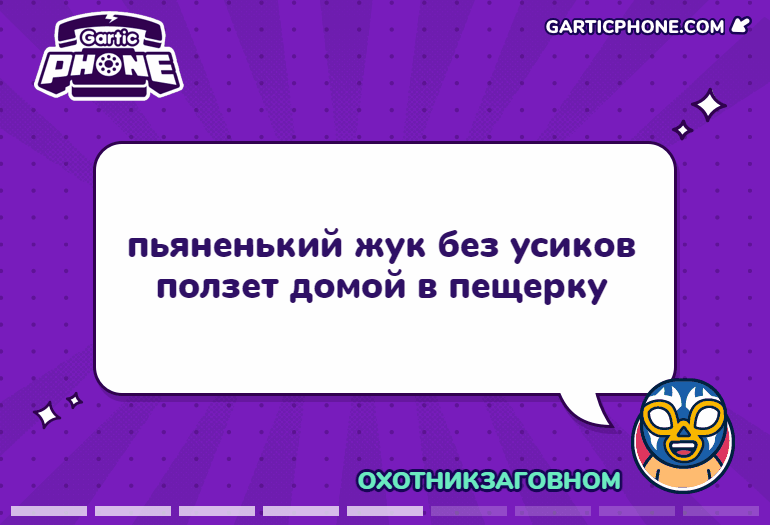 Gartic
PHONE
GARTICPHONE.COM
пьяненький жук без усиков
ползет домой в пещерку
ОХОТНИКЗАГОВНОМ